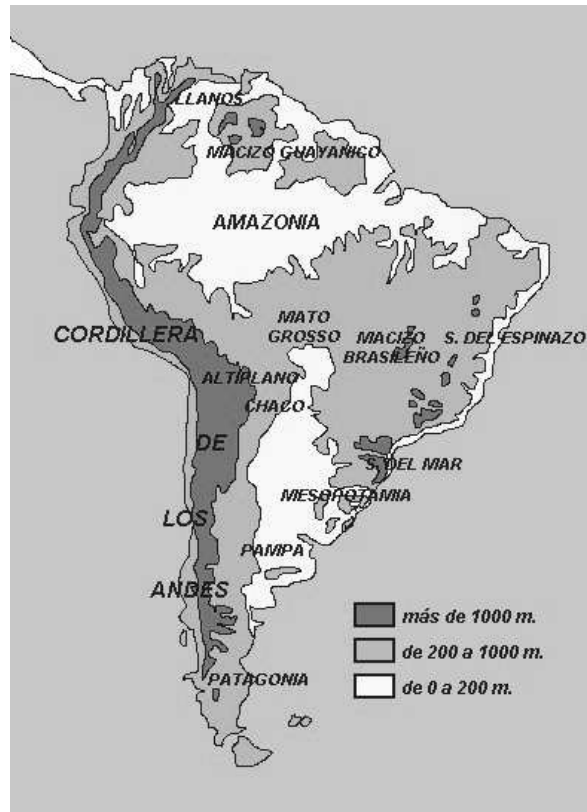 LLANOS
MACIZO GUAYANICO
AMAZONIA
MATO
GROSSO
CORDILLERA
MACIZO
BRASILEÑO
S. DEL ESPINAZO
ALTIPLANO
CHACO
DE
S. DEL MAR
MESOPOTAMIA
LOS
PAMPA
ANDES
PATAGONIA
más de 1000 m.
de 200 a 1000 m.
de 0 a 200 m.